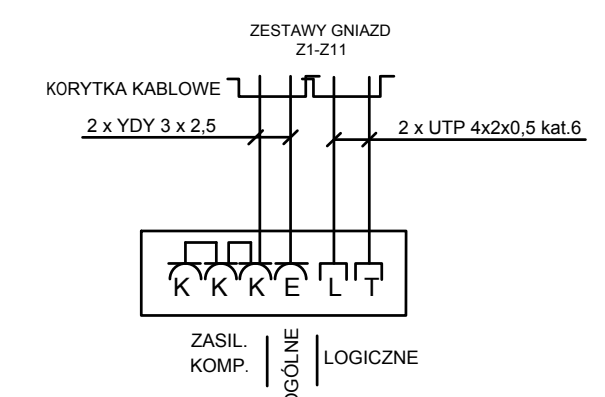 ZESTAWY GNIAZD
Z1-Z11
KORYTKA KABLOWE
2 x YDY 3 x 2,5
2 x UTP 4x2x0,5 kat.6
K K K E L T
ZASIL.
KOMP.
OGÓLNE
LOGICZNE